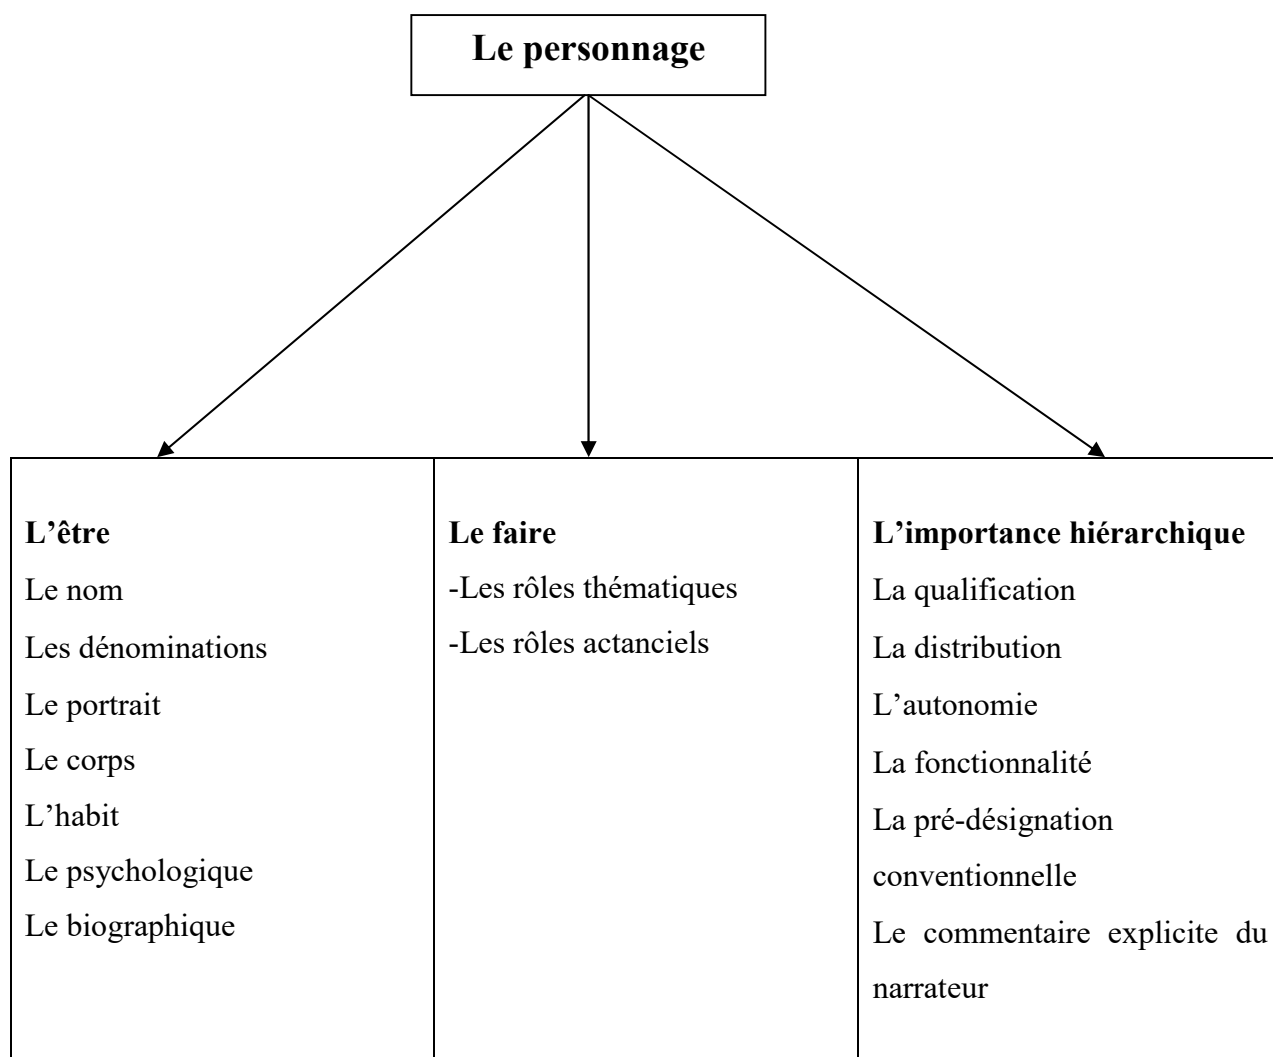 Le personnage
L’être
Le nom
Les dénominations
Le portrait
Le corps
L’habit
Le psychologique
Le biographique
Le faire
-Les rôles thématiques
-Les rôles actanciels
L’importance hiérarchique
La qualification
La distribution
L’autonomie
La fonctionnalité
La pré-désignation
conventionnelle
Le commentaire explicite du
narrateur